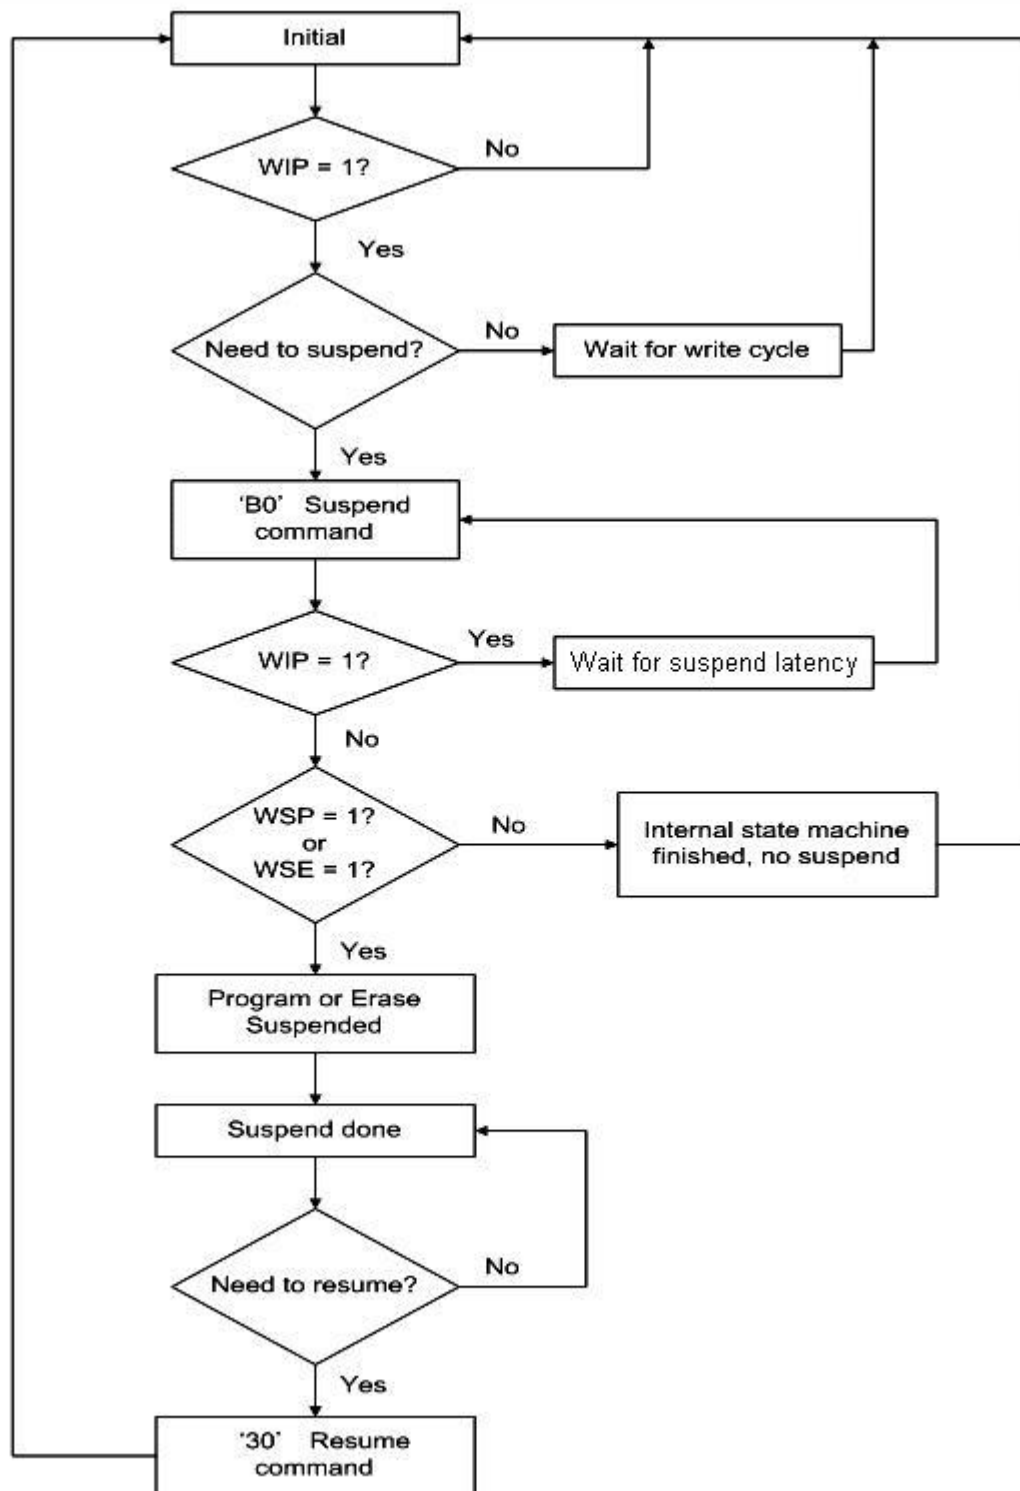 Initial
WIP = 1?
No
Yes
Need to suspend?
No
Wait for write cycle
Yes
‘B0’ Suspend
command
WIP = 1?
Yes
Wait for suspend latency
No
WSP = 1?
or
WSE = 1?
No
Internal state machine
finished, no suspend
Yes
Program or Erase
Suspended
Suspend done
Need to resume?
No
Yes
‘30’ Resume
command